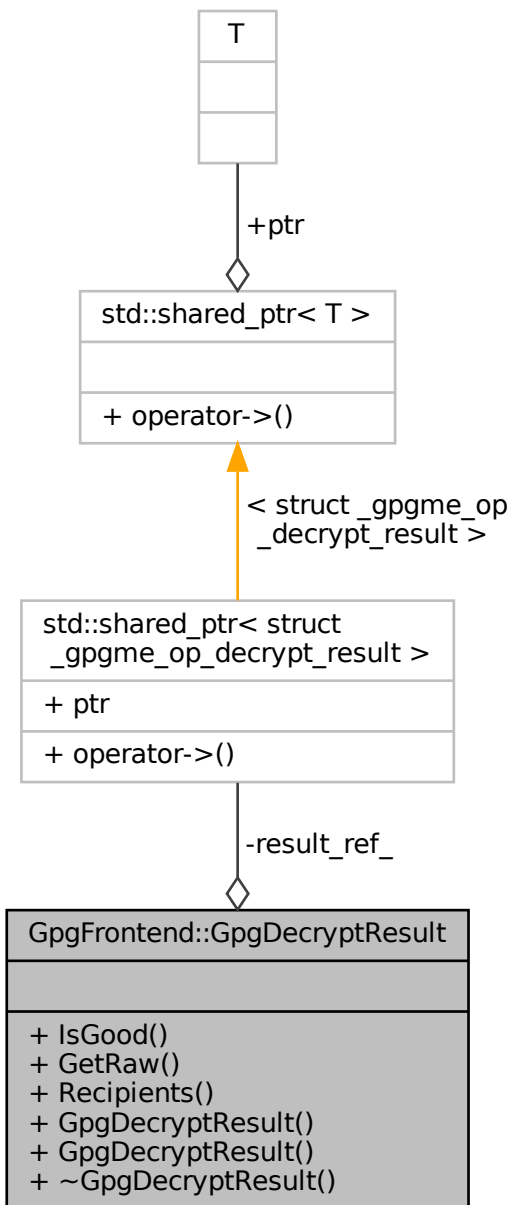 T
+ptr
std::shared_ptr< T >
+ operator->()
< struct _gpgme_op
_decrypt_result >
std::shared_ptr< struct
_gpgme_op_decrypt_result >
+ ptr
+ operator->()
-result_ref_
GpgFrontend::GpgDecryptResult
+ IsGood()
+ GetRaw()
+ Recipients()
+ GpgDecryptResult()
+ GpgDecryptResult()
+ ~GpgDecryptResult()